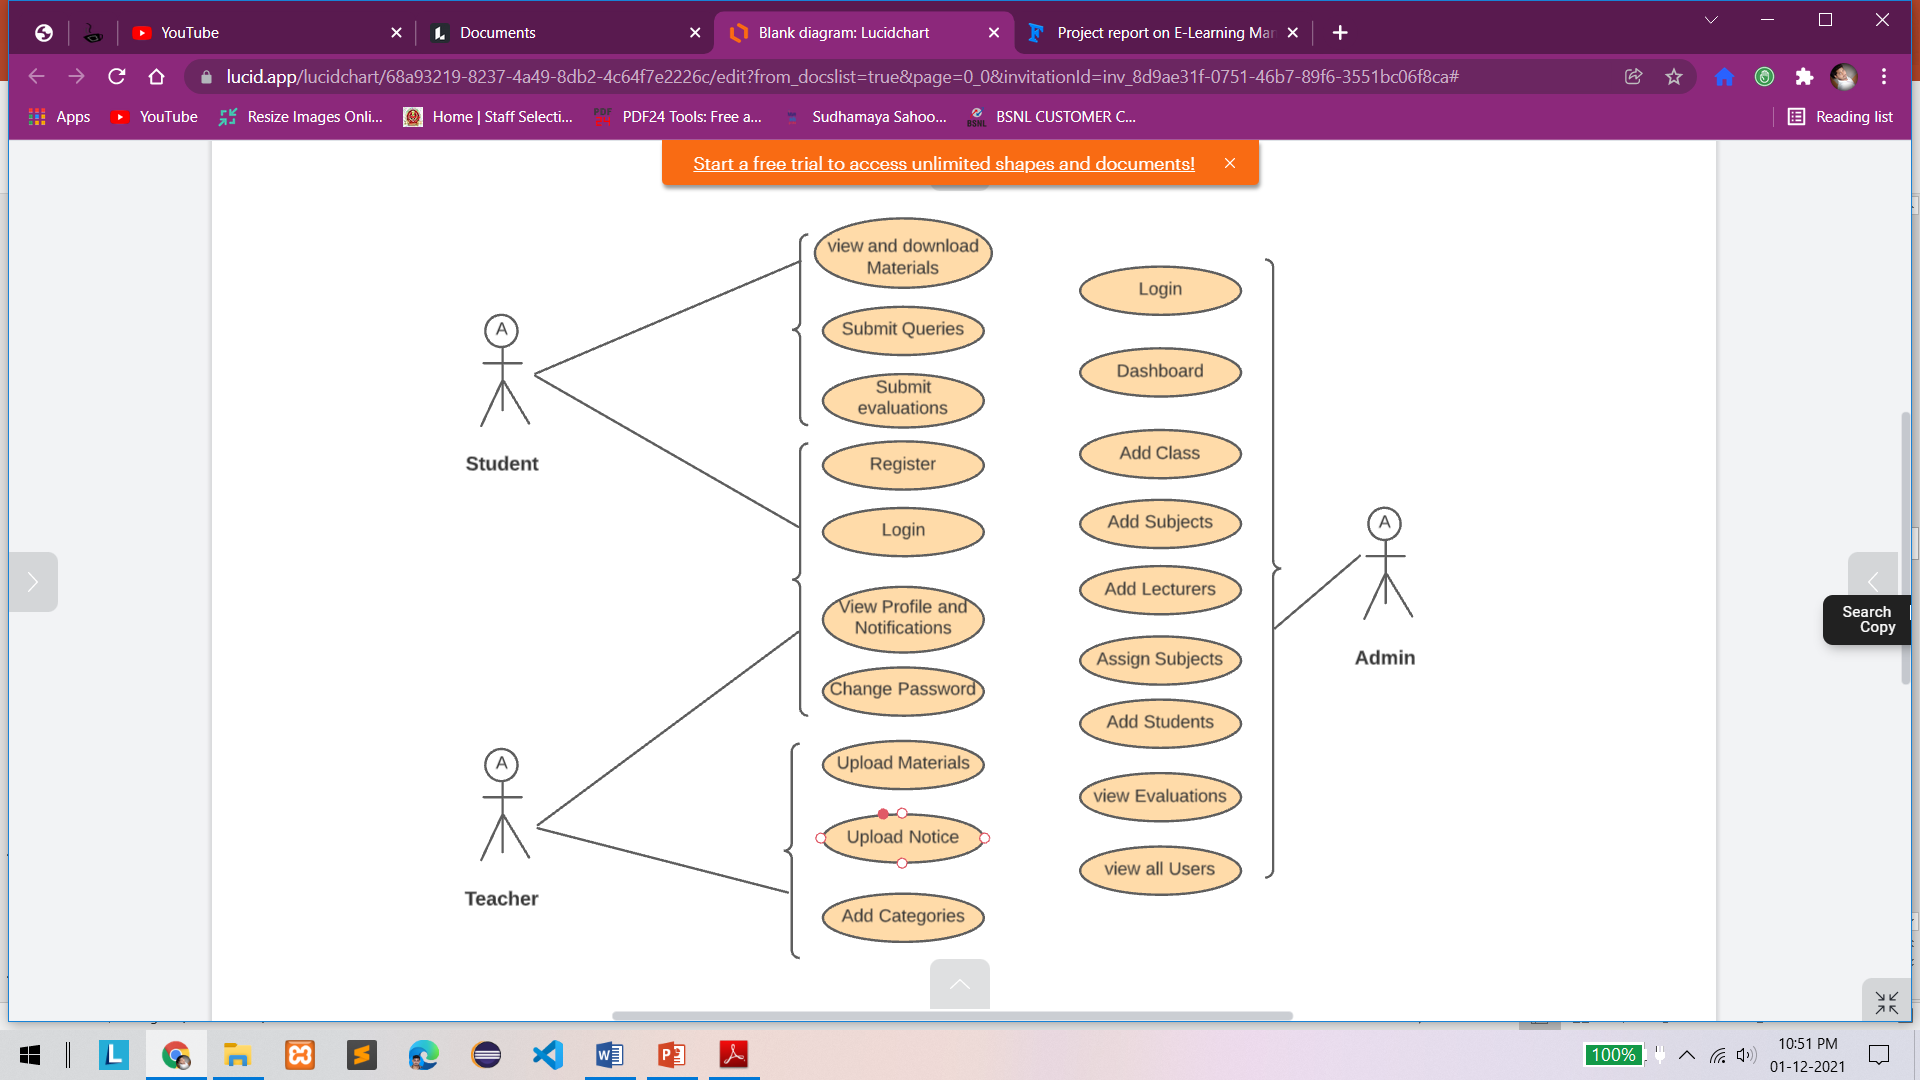 YouTube
Documents
Blank diagram: Lucidchart
Project report on E-Learning Man
lucid.app/lucidchart/68a93219-8237-4a49-8db2-4c64f7e2226c/edit?from_docslist=true&page=0_0&invitationId=inv_8d9ae31f-0751-46b7-89f6-3551bc06f8ca#
Apps
YouTube
Resize Images Onli...
Home | Staff Selecti...
PDF24 Tools: Free a...
Sudhamaya Sahoo...
BSNL CUSTOMER C...
Reading list
Start a free trial to access unlimited shapes and documents!
view and download
Materials
Submit Queries
Submit
evaluations
Register
Login
View Profile and
Notifications
Change Password
Upload Materials
Upload Notice
Add Categories
Login
Dashboard
Add Class
Add Subjects
Add Lecturers
Assign Subjects
Add Students
view Evaluations
view all Users
A
Student
A
Teacher
A
Admin
Search
Copy
100%
10:51 PM
01-12-2021